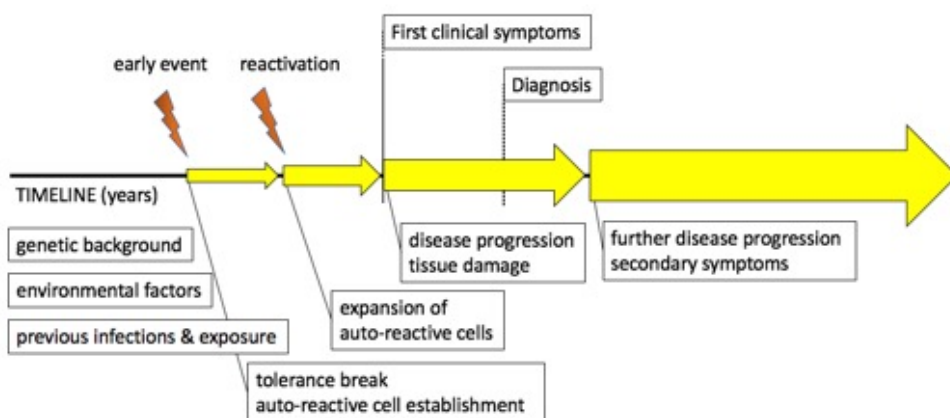 First clinical symptoms
early event
reactivation
Diagnosis
TIMELINE (years)
genetic background
environmental factors
previous infections & exposure
disease progression
tissue damage
further disease progression
secondary symptoms
expansion of
auto-reactive cells
tolerance break
auto-reactive cell establishment